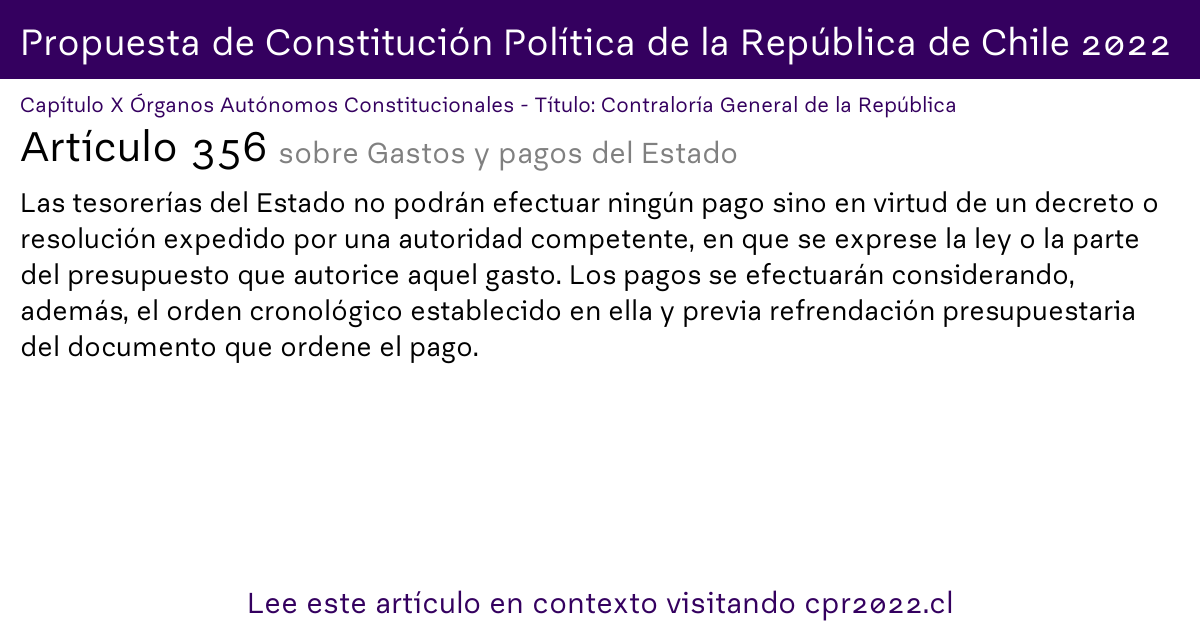 Propuesta de Constitución Política de la República de Chile 2022
Capítulo X Órganos Autónomos Constitucionales - Título: Contraloría General de la República
Artículo 356 sobre Gastos y pagos del Estado
Las tesorerías del Estado no podrán efectuar ningún pago sino en virtud de un decreto o
resolución expedido por una autoridad competente, en que se exprese la ley o la parte
del presupuesto que autorice aquel gasto. Los pagos se efectuarán considerando,
además, el orden cronológico establecido en ella y previa refrendación presupuestaria
del documento que ordene el pago.
Lee este artículo en contexto visitando cpr2022.cl